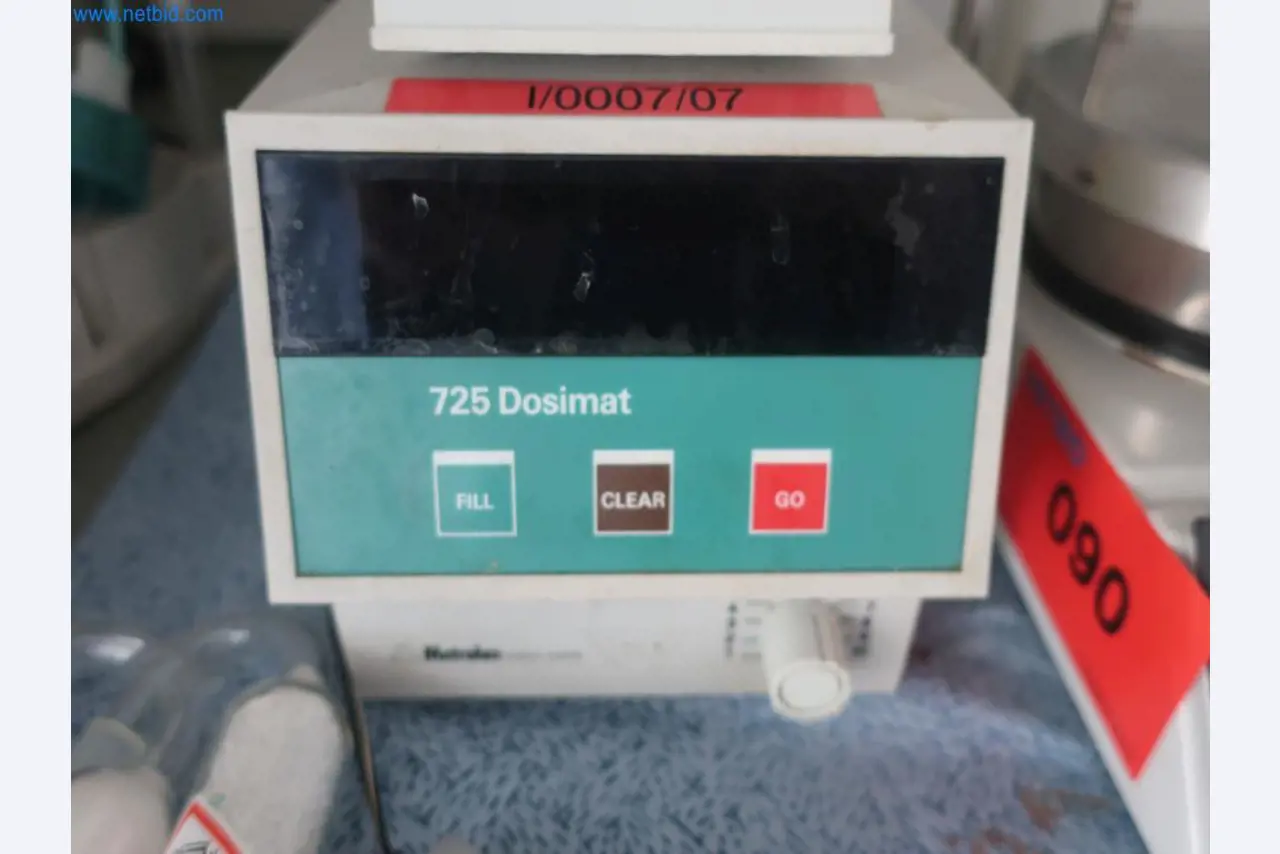 www.netbid.com
I/0007/07
725 Dosimat
FILL
CLEAR
GO
090